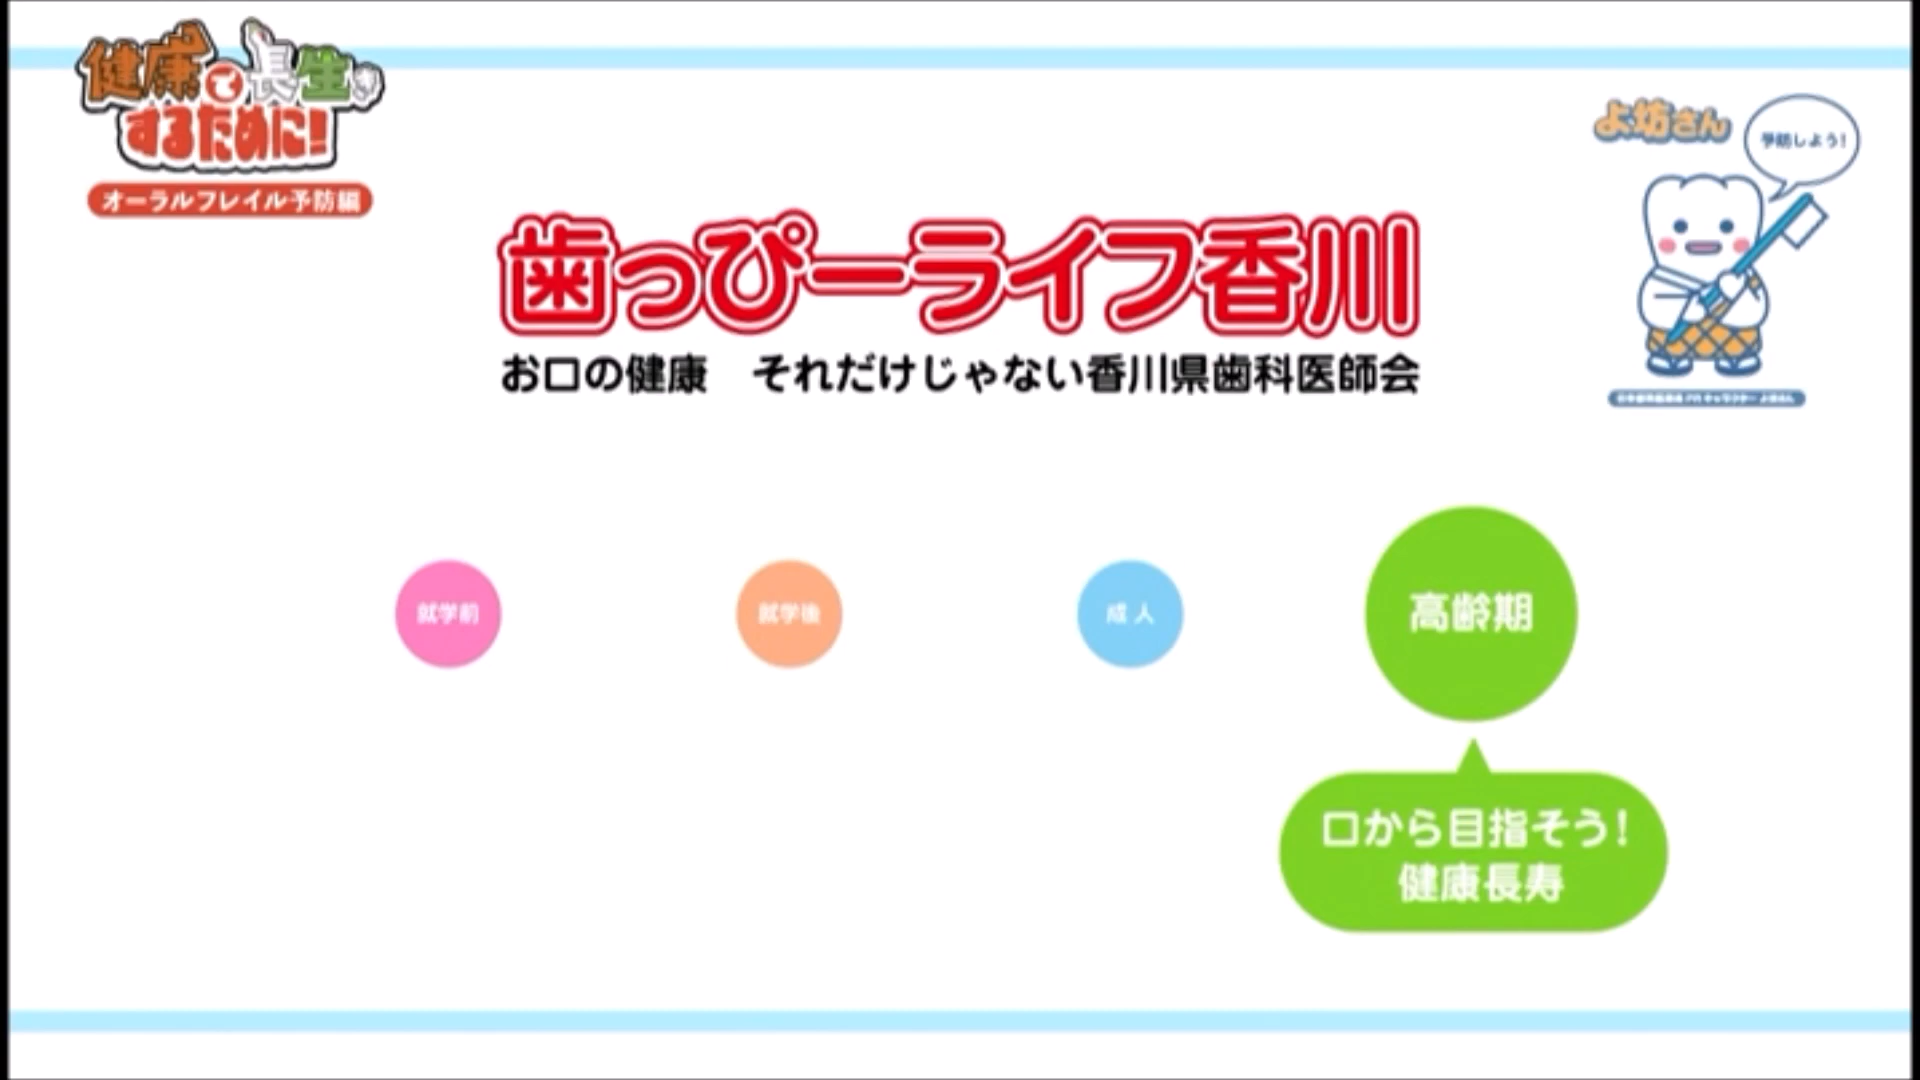 健康で長生き
するために!
オーラルフレイル予防編
よ坊さん
予防しよう!
歯っぴーライフ香川
お口の健康　それだけじゃない香川県歯科医師会
就学前
就学後
成人
高齢期
口から目指そう!
健康長寿